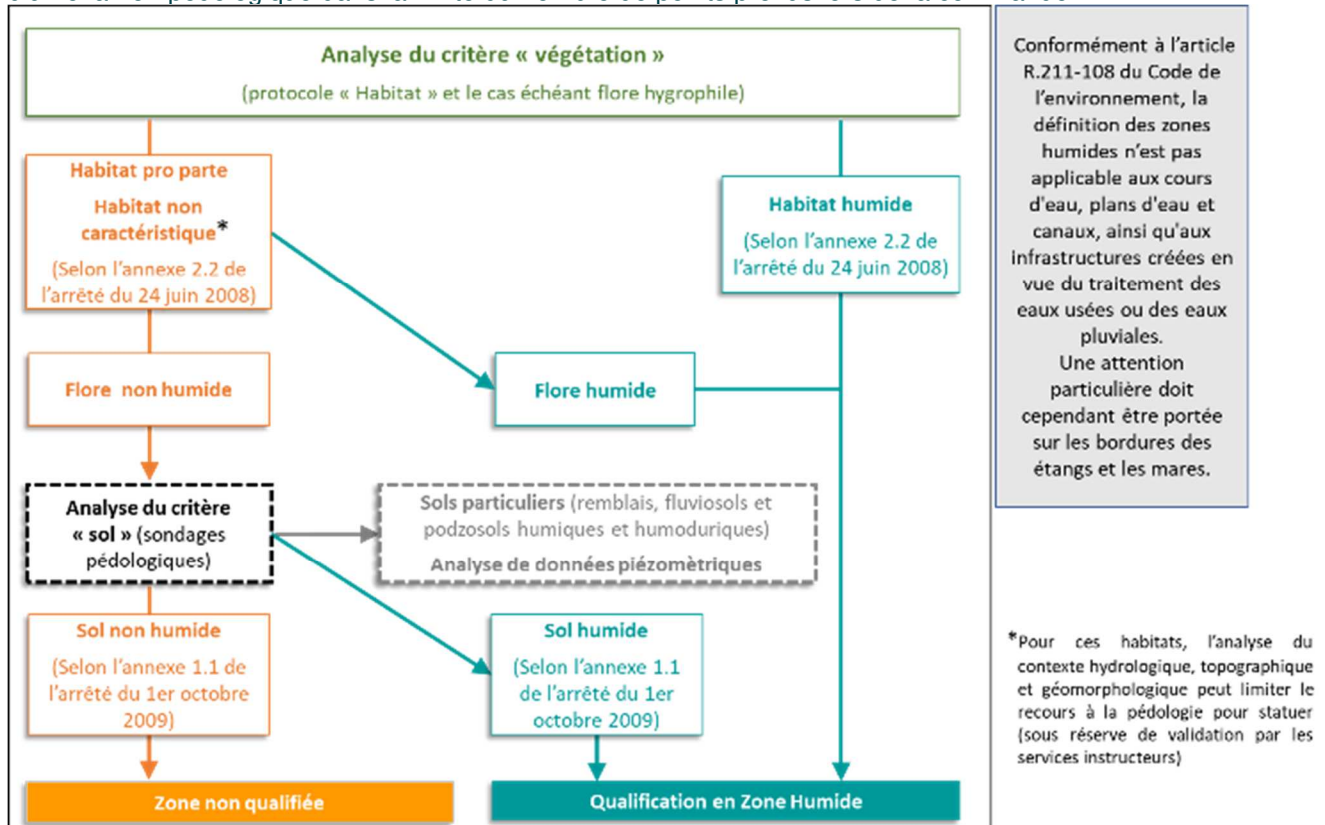 Analyse du critère « végétation »
(protocole « Habitat » et le cas échéant flore hygrophile)
Habitat pro parte
Habitat non
caractéristique*
(Selon l'annexe 2.2 de
l'arrêté du 24 juin 2008)
Habitat humide
(Selon l'annexe 2.2 de
l'arrêté du 24 juin 2008)
Flore non humide
Flore humide
Analyse du critère
« sol » (sondages
pédologiques)
Sols particuliers (remblais, fluviosols et
podzosols humiques et humoduriques)
Analyse de données piézomètriques
Sol non humide
(Selon l'annexe 1.1 de
l'arrêté du 1er octobre
2009)
Sol humide
(Selon l'annexe 1.1
de l'arrêté du 1er
octobre 2009)
Zone non qualifiée
Qualification en Zone Humide
Conformément à l'article
R.211-108 du Code de
l'environnement, la
définition des zones
humides n'est pas
applicable aux cours
d'eau, plans d'eau et
canaux, ainsi qu'aux
infrastructures créées en
vue du traitement des
eaux usées ou des eaux
pluviales.
Une attention
particulière doit
cependant être portée
sur les bordures des
étangs et les mares.
*Pour ces habitats, l'analyse du
contexte hydrologique, topographique
et géomorphologique peut limiter le
recours à la pédologie pour statuer
(sous réserve de validation par les
services instructeurs)